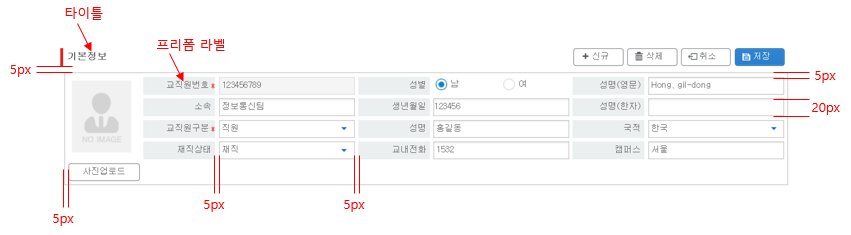 타이틀
프리폼 라벨
기본정보
신규 삭제 취소 저장
5px 5px
교직원번호 123456789 성별 남 여 성명(영문) Hong, gil-dong
소속 정보통신팀 생년월일 123456 성명(한자) 20px
교직원구분 직원 성명 홍길동 국적 한국
NO IMAGE
재직상태 재직 교내전화 1532 캠퍼스 서울
사진업로드
5px 5px 5px